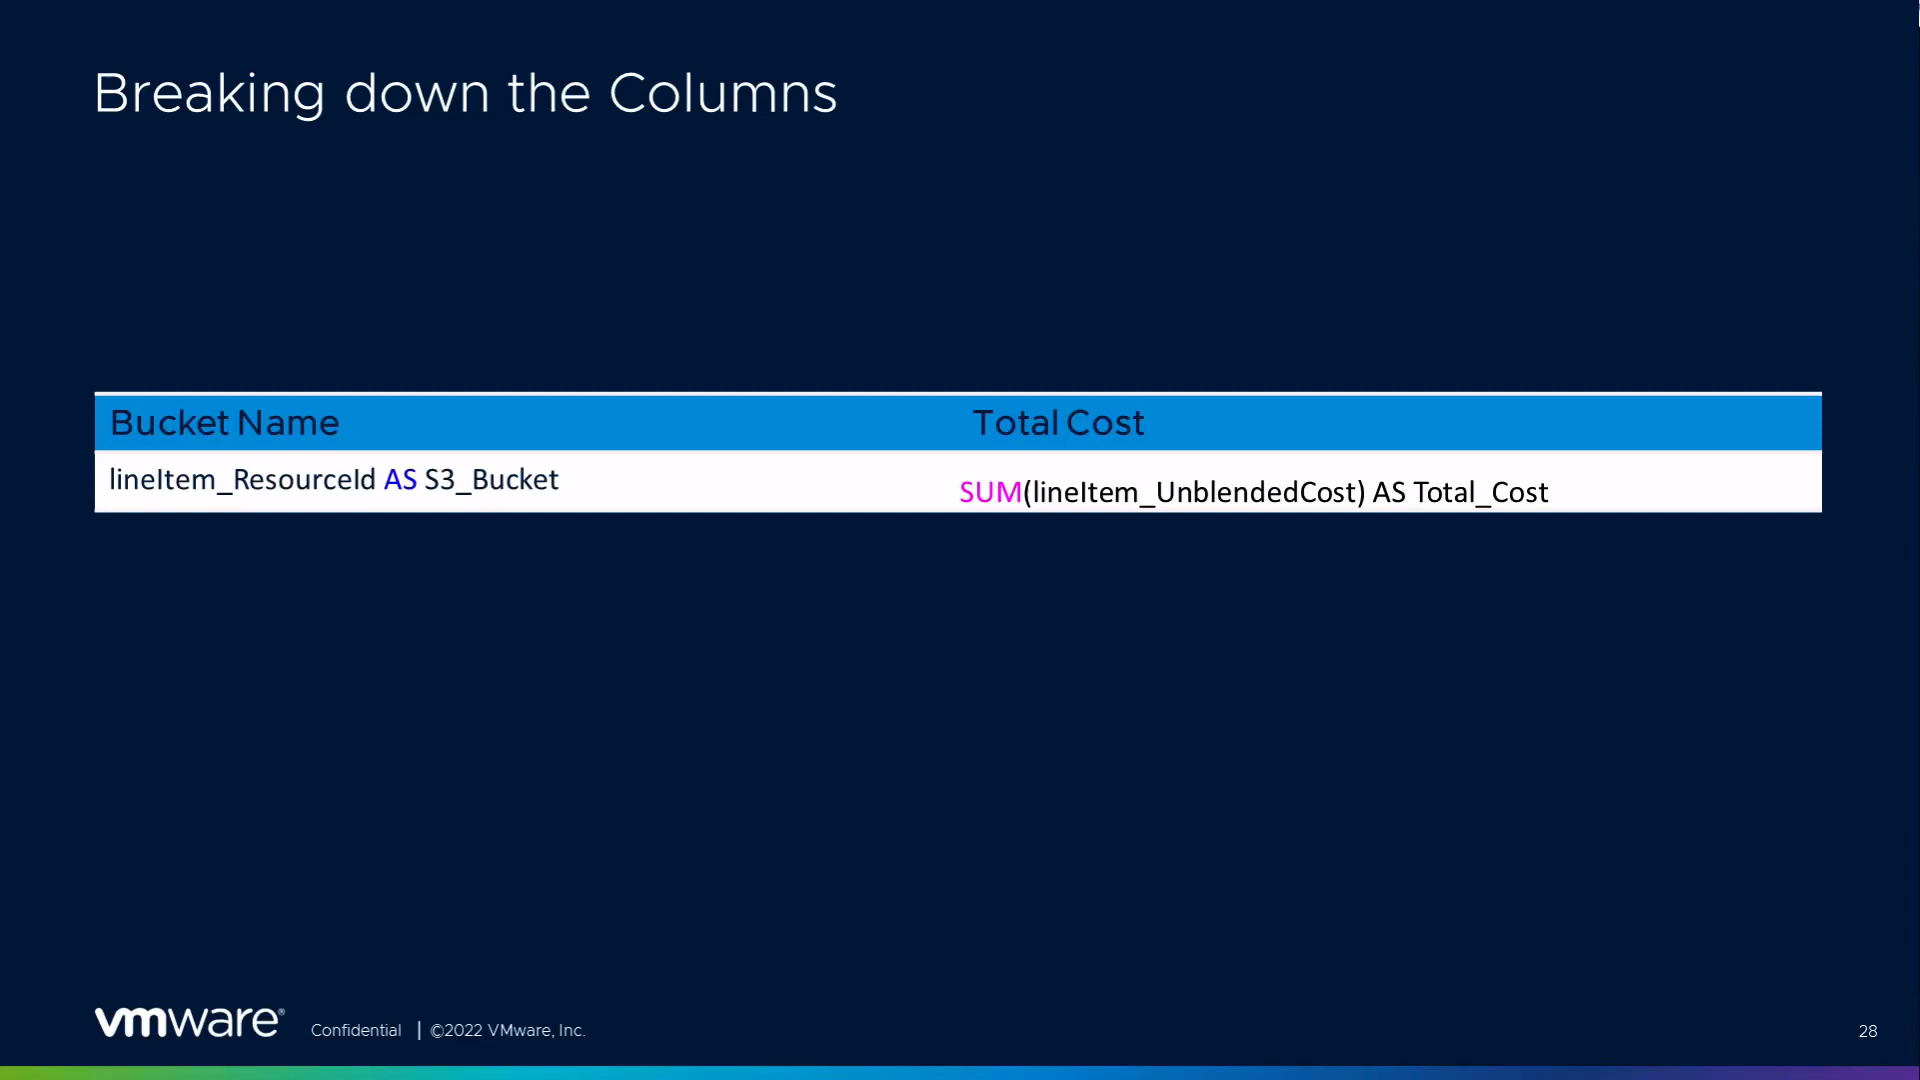 Breaking down the Columns
Bucket Name Total Cost
lineItem_ResourceId AS S3_Bucket SUM(lineItem_UnblendedCost) AS Total_Cost
vmware® Confidential | ©2022 VMware, Inc. 28